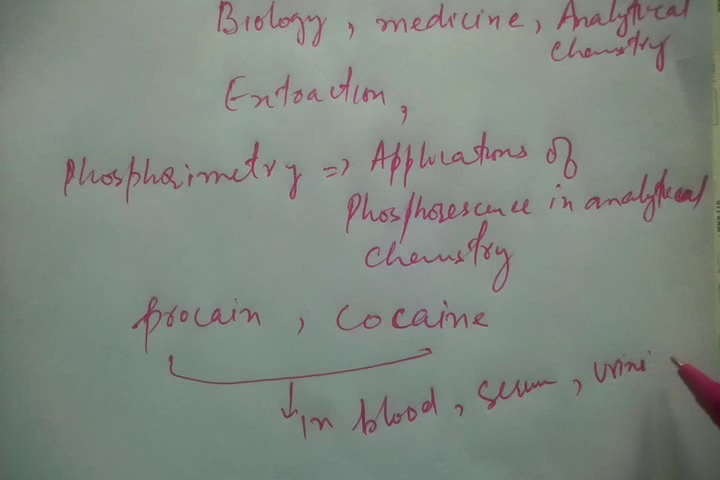 Biology, medicine, Analytical
Chemistry
Extraction,
Phosphorimetry => Applications of
Phosphorescence in analytical
chemistry
procain, cocaine
in blood, serum, urine